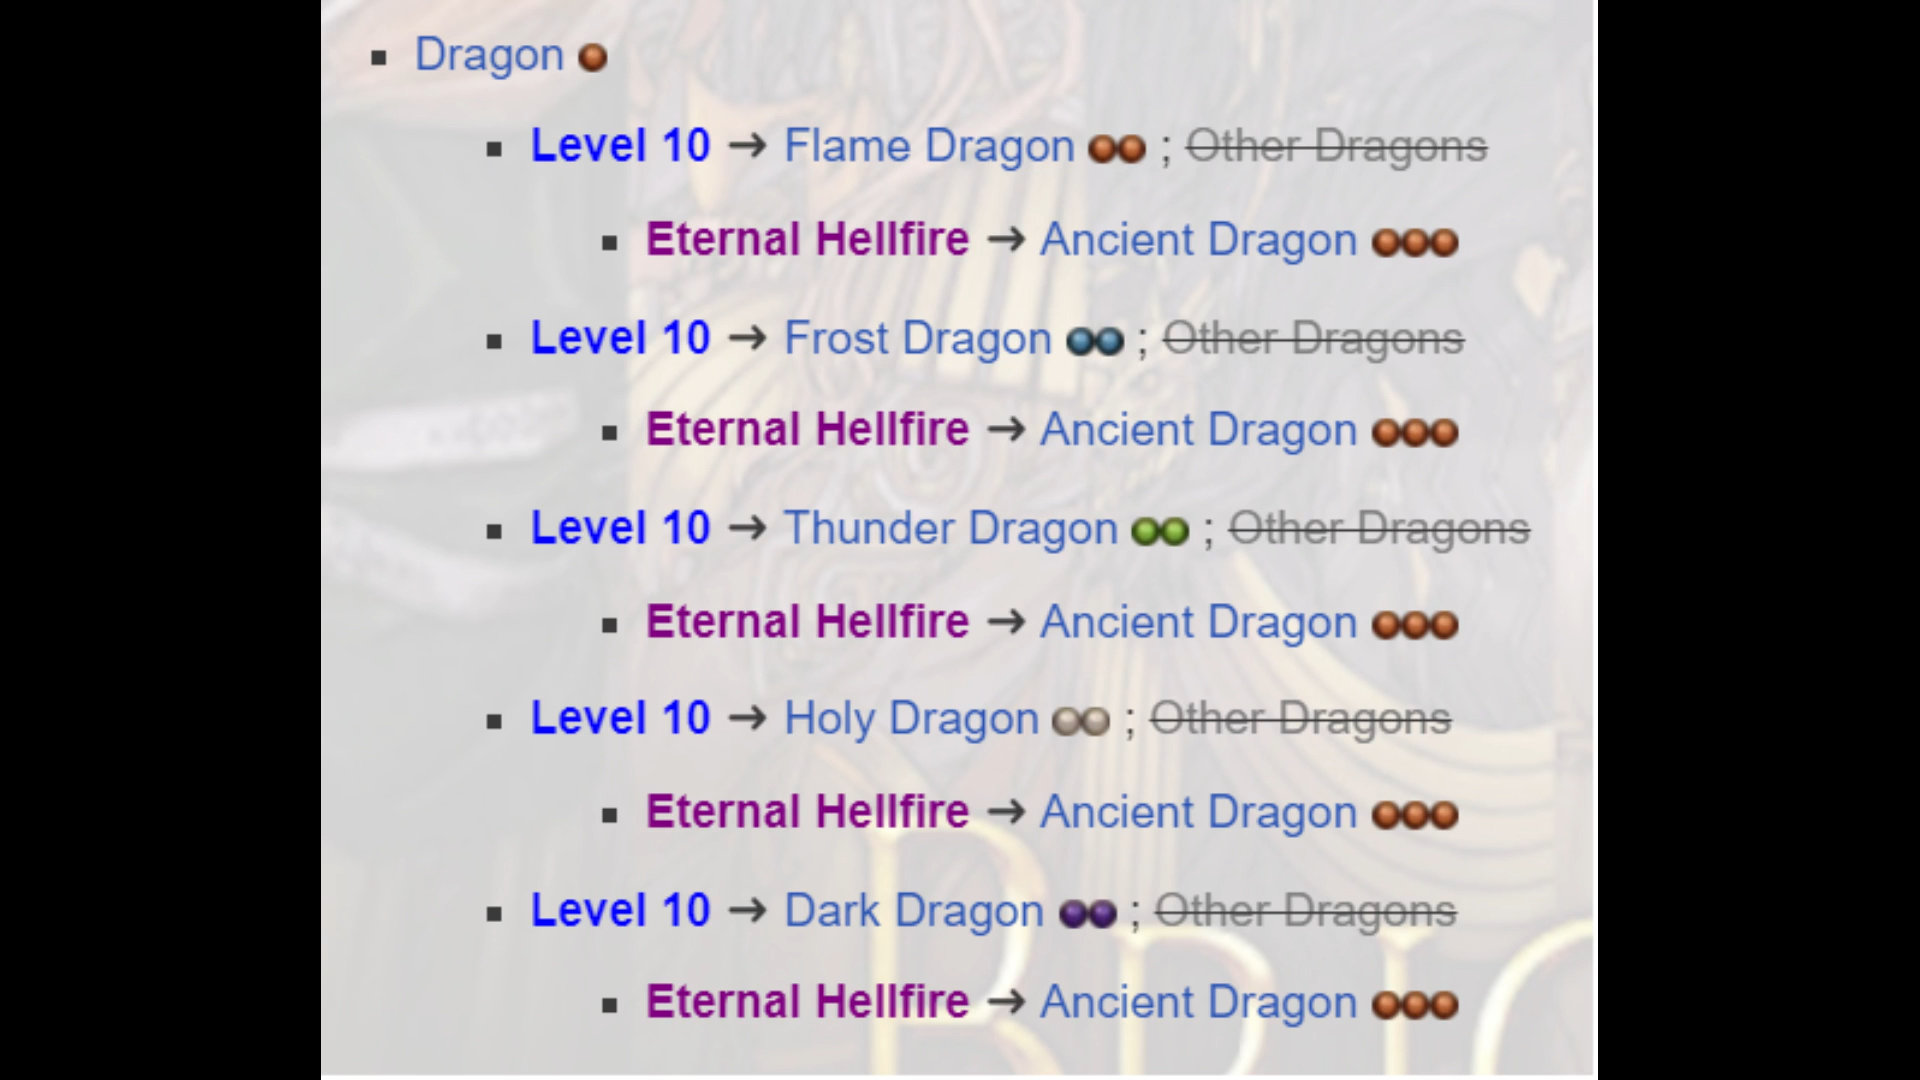 Dragon
Level 10 → Flame Dragon ; Other Dragons
Eternal Hellfire → Ancient Dragon
Level 10 → Frost Dragon ; Other Dragons
Eternal Hellfire → Ancient Dragon
Level 10 → Thunder Dragon ; Other Dragons
Eternal Hellfire → Ancient Dragon
Level 10 → Holy Dragon ; Other Dragons
Eternal Hellfire → Ancient Dragon
Level 10 → Dark Dragon ; Other Dragons
Eternal Hellfire → Ancient Dragon